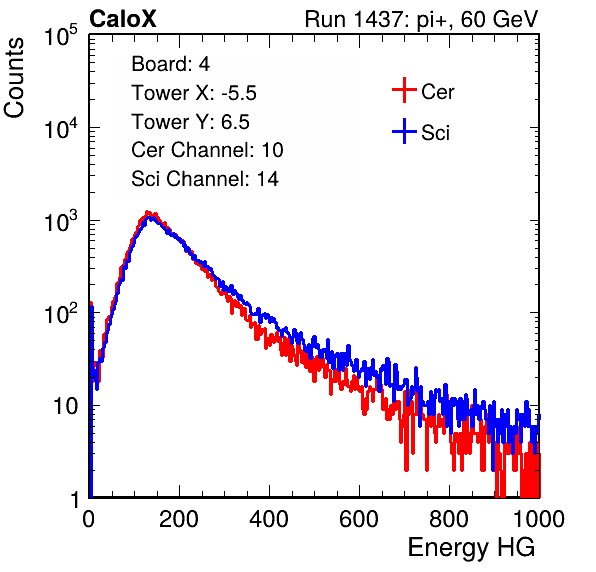 CaloX Run 1437: pi+, 60 GeV
Counts
Board: 4
Tower X: -5.5
Tower Y: 6.5
Cer Channel: 10
Sci Channel: 14
Cer
Sci
10^5
10^4
10^3
10^2
10
1
0 200 400 600 800 1000
Energy HG